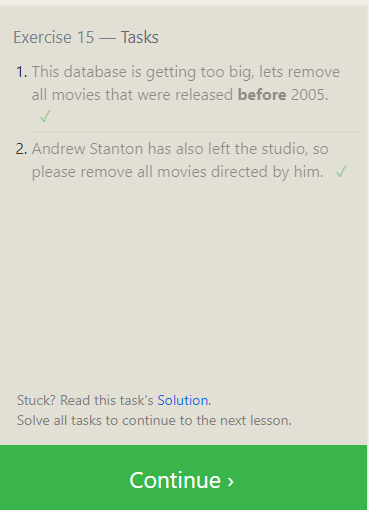 Exercise 15 — Tasks
1. This database is getting too big, lets remove
all movies that were released before 2005.
✓
2. Andrew Stanton has also left the studio, so
please remove all movies directed by him. ✓
Stuck? Read this task's Solution.
Solve all tasks to continue to the next lesson.
Continue ›